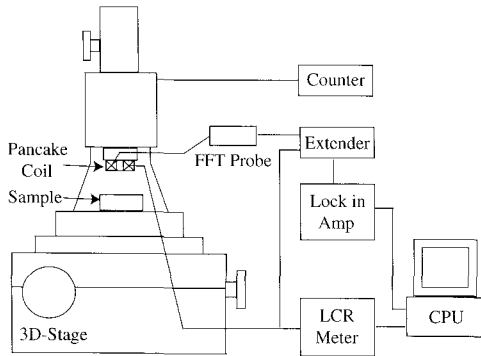 Counter
Pancake
Coil
FFT Probe
Extender
Sample
Lock in
Amp
3D-Stage
LCR
Meter
CPU